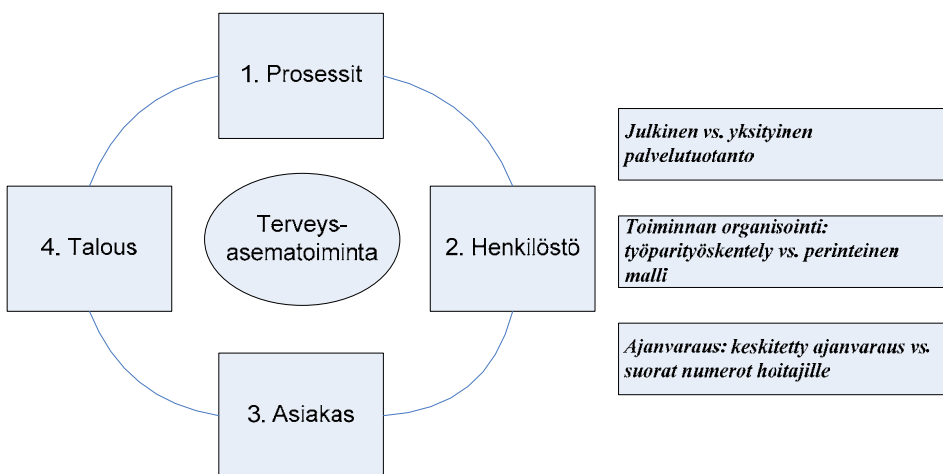 1. Prosessit
4. Talous
Terveys-
asematoiminta
2. Henkilöstö
3. Asiakas
Julkinen vs. yksityinen
palvelutuotanto
Toiminnan organisointi:
työparityöskentely vs. perinteinen
malli
Ajanvaraus: keskitetty ajanvaraus vs.
suorat numerot hoitajille